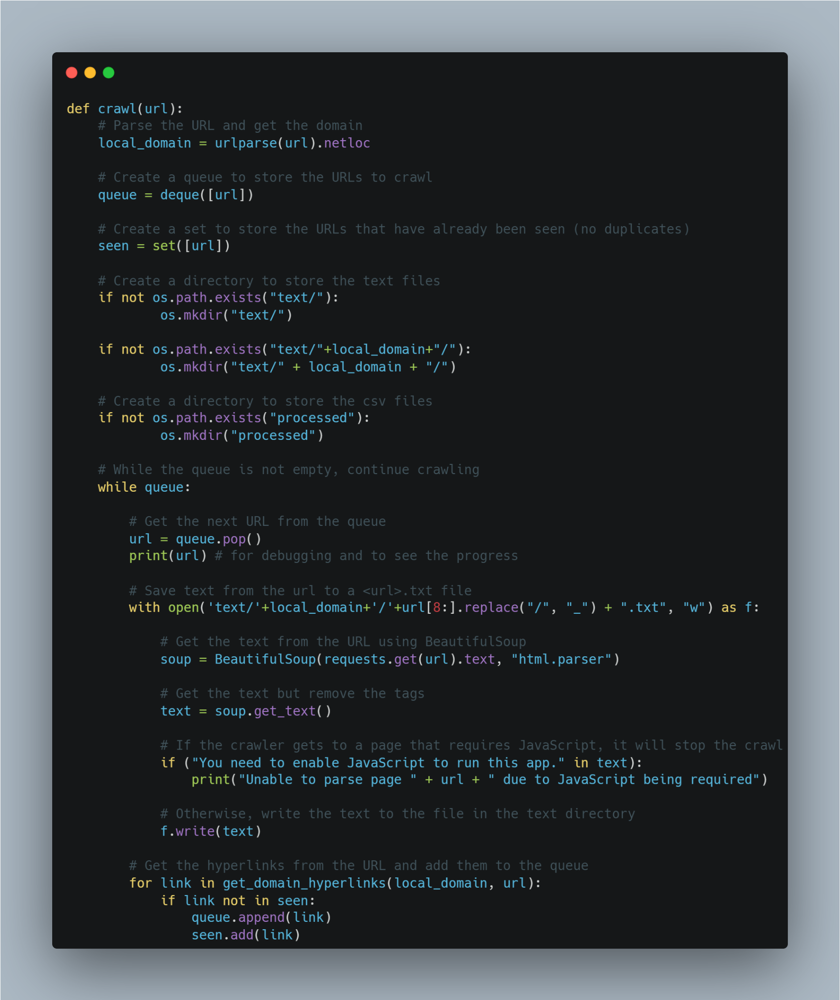 def crawl(url):
    # Parse the URL and get the domain
    local_domain = urlparse(url).netloc

    # Create a queue to store the URLs to crawl
    queue = deque([url])

    # Create a set to store the URLs that have already been seen (no duplicates)
    seen = set([url])

    # Create a directory to store the text files
    if not os.path.exists("text/"):
            os.mkdir("text/")

    if not os.path.exists("text/"+local_domain+"/"):
            os.mkdir("text/" + local_domain + "/")

    # Create a directory to store the csv files
    if not os.path.exists("processed"):
            os.mkdir("processed")

    # While the queue is not empty, continue crawling
    while queue:

        # Get the next URL from the queue
        url = queue.pop()
        print(url) # for debugging and to see the progress

        # Save text from the url to a <url>.txt file
        with open('text/'+local_domain+'/'+url[8:].replace("/", "_") + ".txt", "w") as f:

            # Get the text from the URL using BeautifulSoup
            soup = BeautifulSoup(requests.get(url).text, "html.parser")

            # Get the text but remove the tags
            text = soup.get_text()

            # If the crawler gets to a page that requires JavaScript, it will stop the crawl
            if ("You need to enable JavaScript to run this app." in text):
                print("Unable to parse page " + url + " due to JavaScript being required")

            # Otherwise, write the text to the file in the text directory
            f.write(text)

        # Get the hyperlinks from the URL and add them to the queue
        for link in get_domain_hyperlinks(local_domain, url):
            if link not in seen:
                queue.append(link)
                seen.add(link)